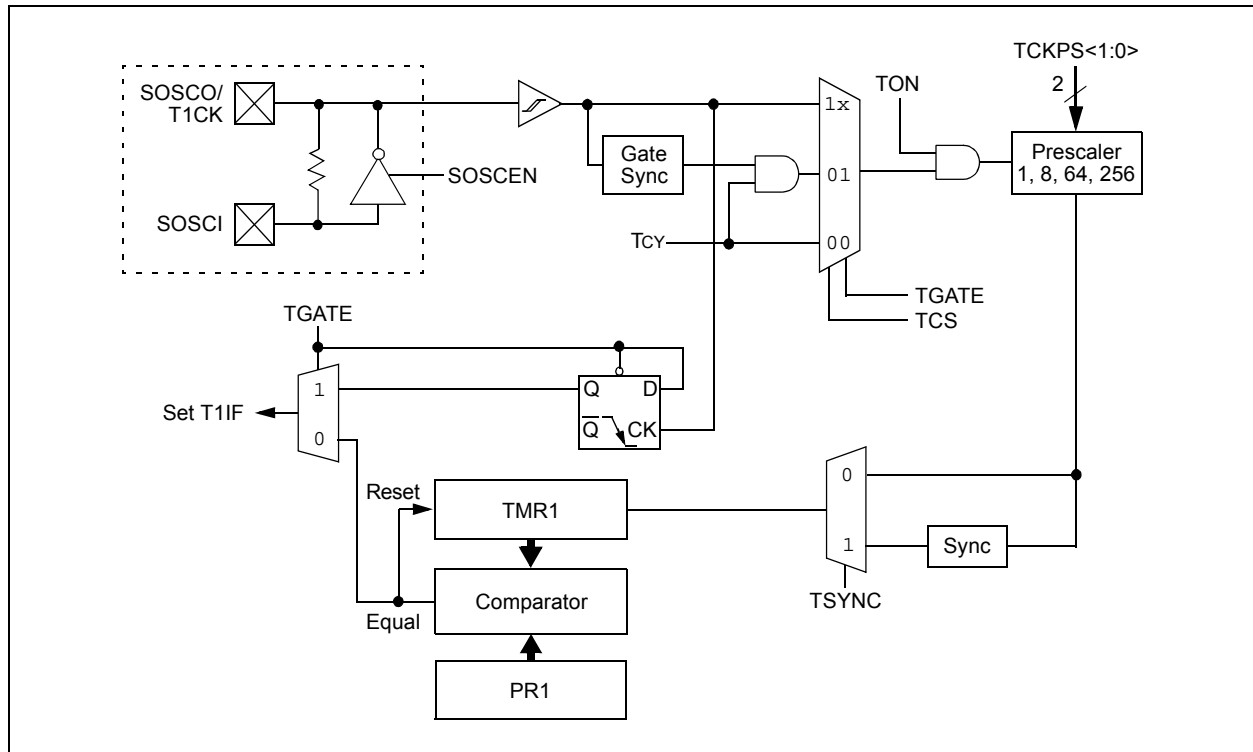 TCKPS<1:0>
SOSCO/
T1CK
TON
2
1x
Gate
Sync
Prescaler
1, 8, 64, 256
SOSCEN
01
SOSCI
TCY
00
TGATE
TCS
TGATE
1
Q
D
Set T1IF
Q
CK
0
Reset
TMR1
0
1
Sync
Comparator
TSYNC
Equal
PR1